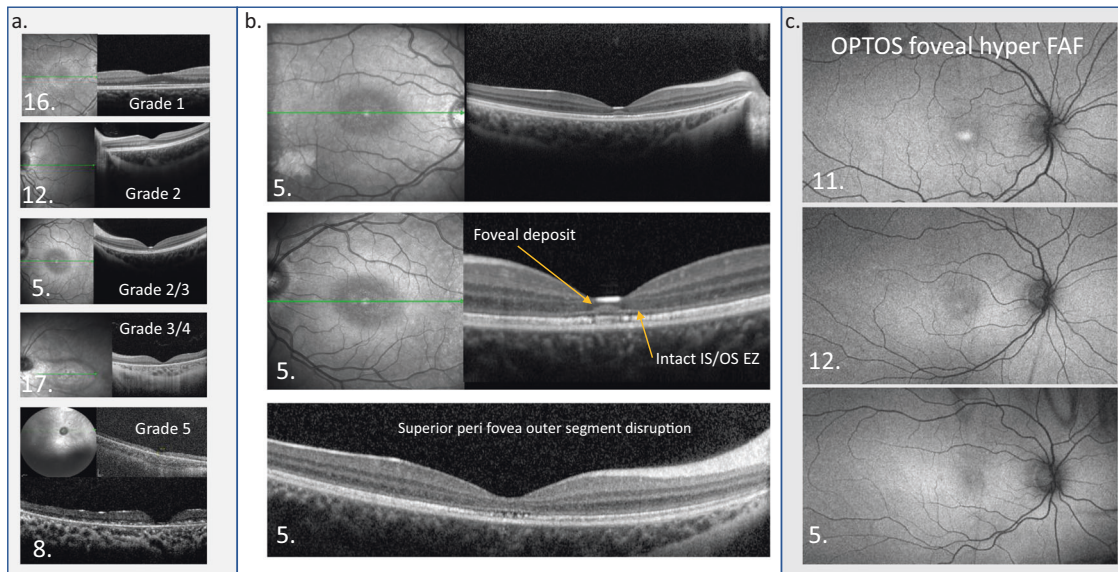 a.
16.
Grade 1
12.
Grade 2
5.
Grade 2/3
Grade 3/4
17.
Grade 5
8.
b.
5.
Foveal deposit
Intact IS/OS EZ
5.
Superior peri fovea outer segment disruption
5.
c.
OPTOS foveal hyper FAF
11.
12.
5.